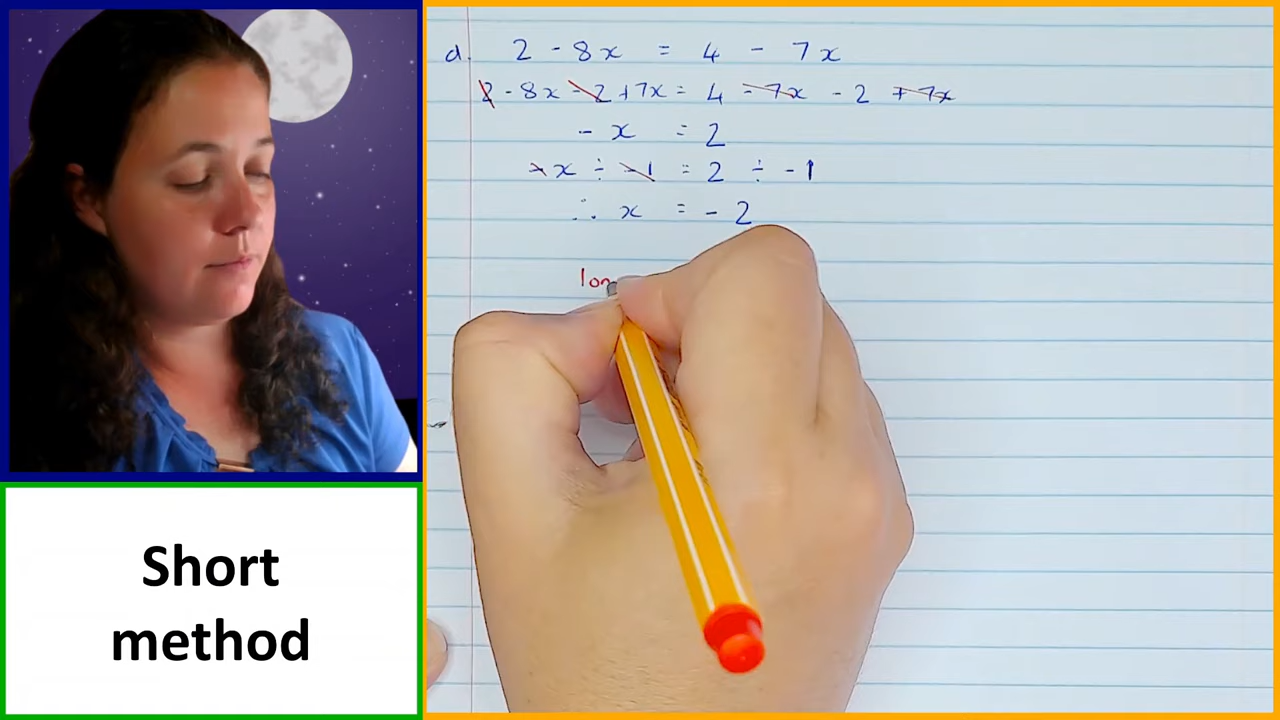 d. 2 - 8x = 4 - 7x
2 - 8x - 2 + 7x = 4 - 7x - 2 + 7x
- x = 2
- x ÷ - 1 = 2 ÷ - 1
∴ x = - 2
lon
Short
method